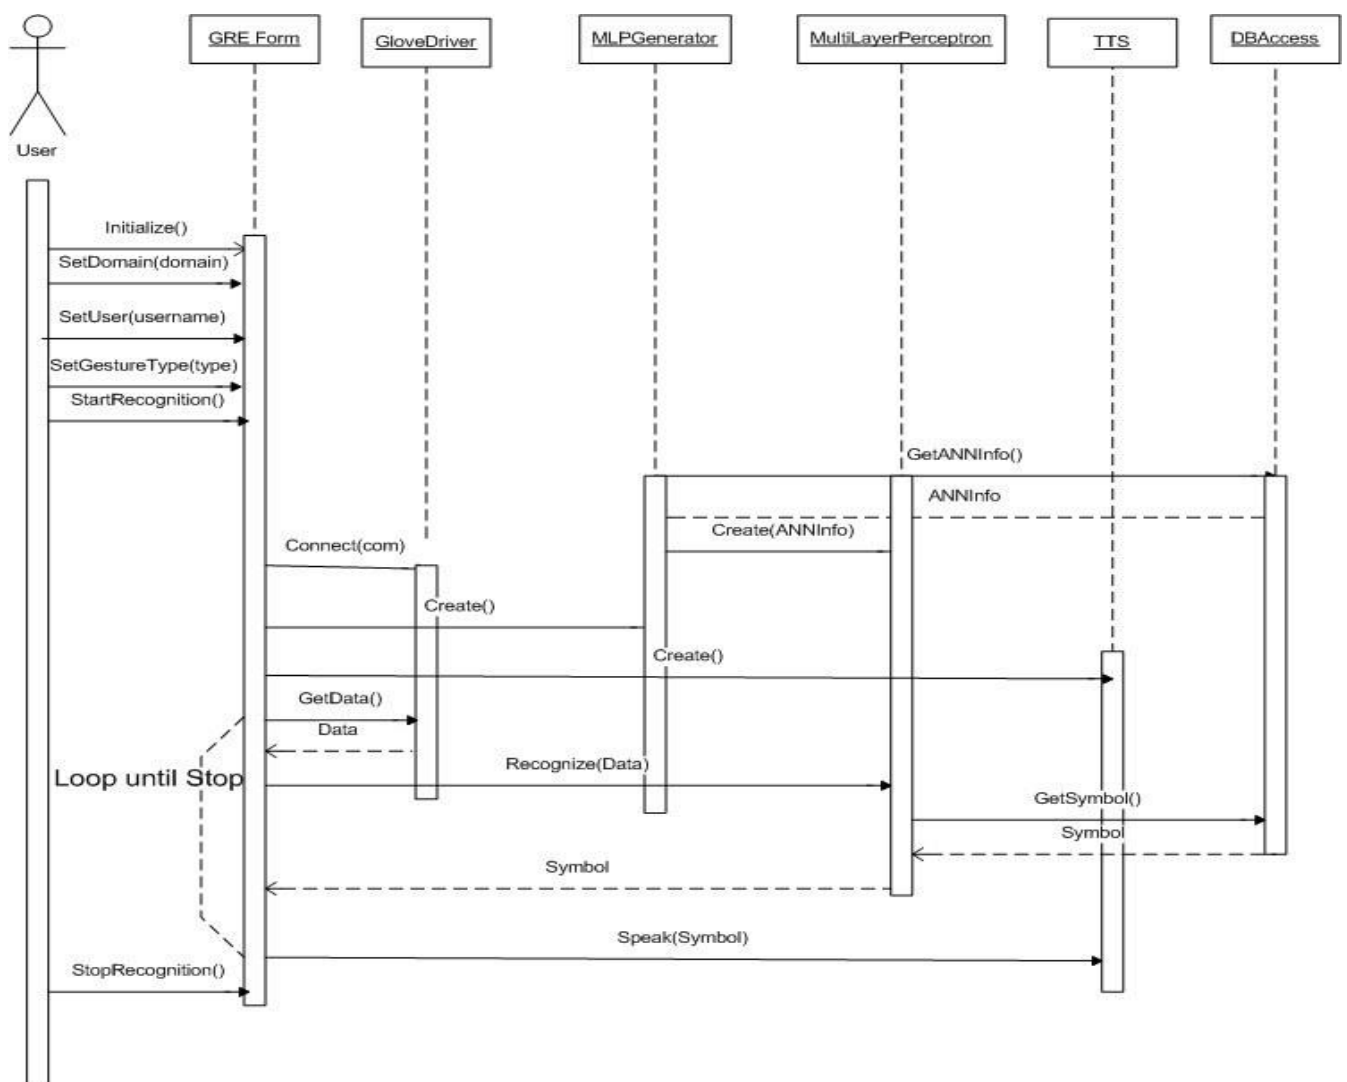 GRE Form
GloveDriver
MLPGenerator
MultiLayerPerceptron
TTS
DBAccess
User
Initialize()
SetDomain(domain)
SetUser(username)
SetGestureType(type)
StartRecognition()
GetANNInfo()
ANNInfo
Create(ANNInfo)
Connect(com)
Create()
Create()
GetData()
Data
Recognize(Data)
Loop until Stop
GetSymbol()
Symbol
Symbol
Speak(Symbol)
StopRecognition()